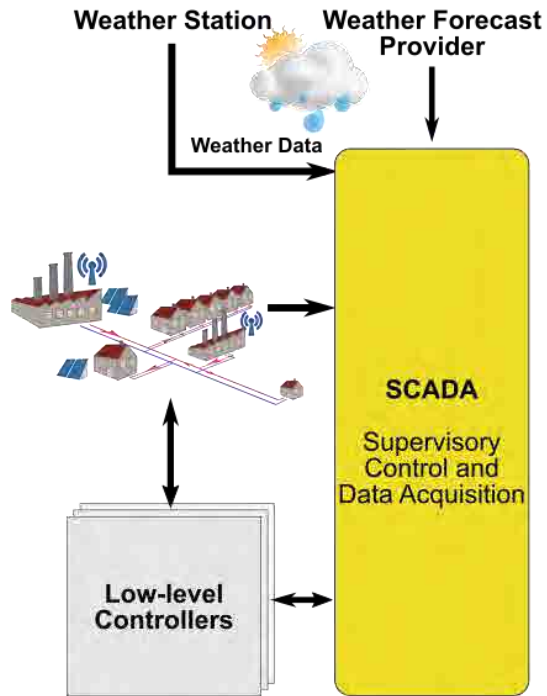 Weather Station
Weather Forecast
Provider
Weather Data
SCADA
Supervisory
Control and
Data Acquisition
Low-level
Controllers